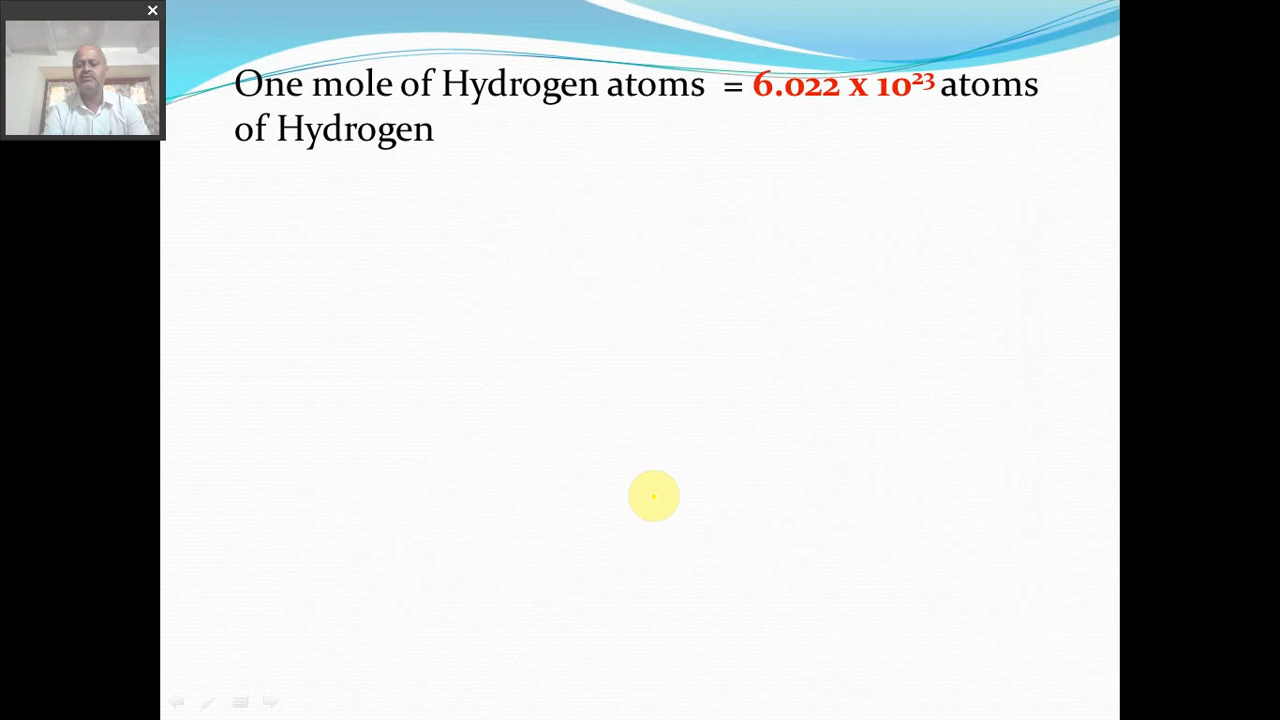 One mole of Hydrogen atoms = 6.022 x 10²³ atoms
of Hydrogen